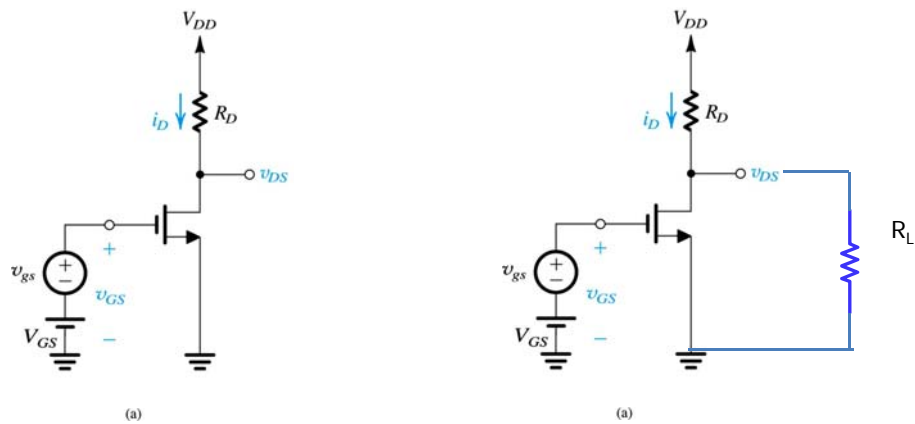 V_DD
i_D
R_D
v_DS
+
v_gs
+
−
v_GS
V_GS
−
(a)
V_DD
i_D
R_D
v_DS
R_L
+
v_gs
+
−
v_GS
V_GS
−
(a)